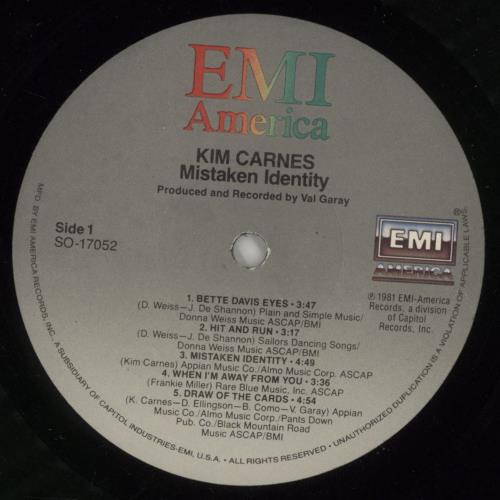 EMI
America
KIM CARNES
Mistaken Identity
Produced and Recorded by Val Garay
Side 1
SO-17052
EMI
AMERICA
℗ 1981 EMI-America
Records, a division
of Capitol
Records, Inc.
1. BETTE DAVIS EYES • 3:47
(D. Weiss—J. De Shannon) Plain and Simple Music/
Donna Weiss Music ASCAP/BMI
2. HIT AND RUN • 3:17
(D. Weiss—J. De Shannon) Sailors Dancing Songs/
Donna Weiss Music ASCAP/BMI
3. MISTAKEN IDENTITY • 4:49
(Kim Carnes) Appian Music Co./Almo Music Corp. ASCAP
4. WHEN I'M AWAY FROM YOU • 3:36
(Frankie Miller) Rare Blue Music, Inc. ASCAP
5. DRAW OF THE CARDS • 4:54
(K. Carnes—D. Ellingson—B. Como—V. Garay) Appian
Music Co./Almo Music Corp./Pants Down
Pub. Co./Black Mountain Road
Music ASCAP/BMI
MFD. BY EMI AMERICA RECORDS, INC., A SUBSIDIARY OF CAPITOL INDUSTRIES-EMI, U.S.A. • ALL RIGHTS RESERVED. • UNAUTHORIZED DUPLICATION IS A VIOLATION OF APPLICABLE LAWS.